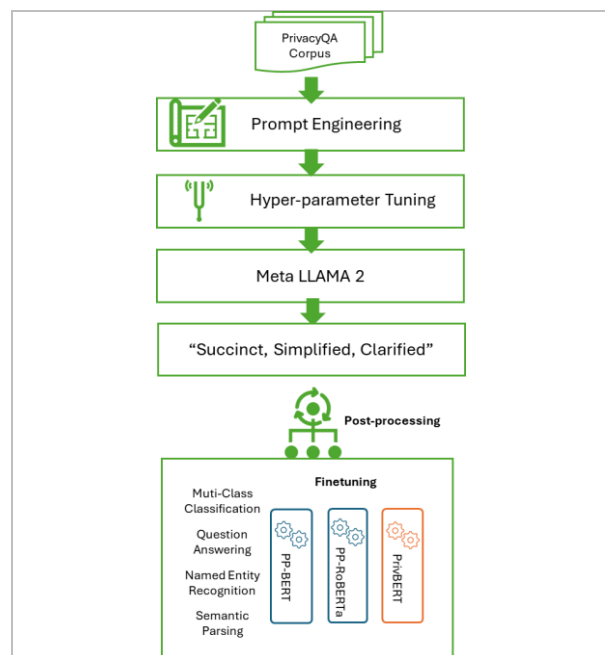 PrivacyQA
Corpus
Prompt Engineering
Hyper-parameter Tuning
Meta LLAMA 2
“Succinct, Simplified, Clarified”
Post-processing
Finetuning
Muti-Class
Classification
Question
Answering
Named Entity
Recognition
Semantic
Parsing
PP-BERT
PP-RoBERTa
PrivBERT